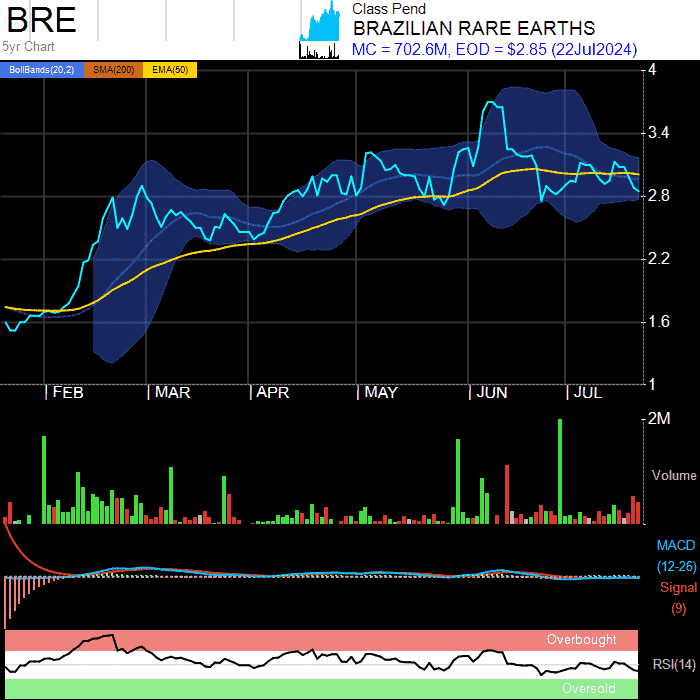 BRE
5yr Chart
Class Pend
BRAZILIAN RARE EARTHS
MC = 702.6M, EOD = $2.85 (22Jul2024)
BollBands(20,2) SMA(200) EMA(50)
4
3.4
2.8
2.2
1.6
1
FEB MAR APR MAY JUN JUL
2M
Volume
MACD
(12-26)
Signal
(9)
Overbought
RSI(14)
Oversold